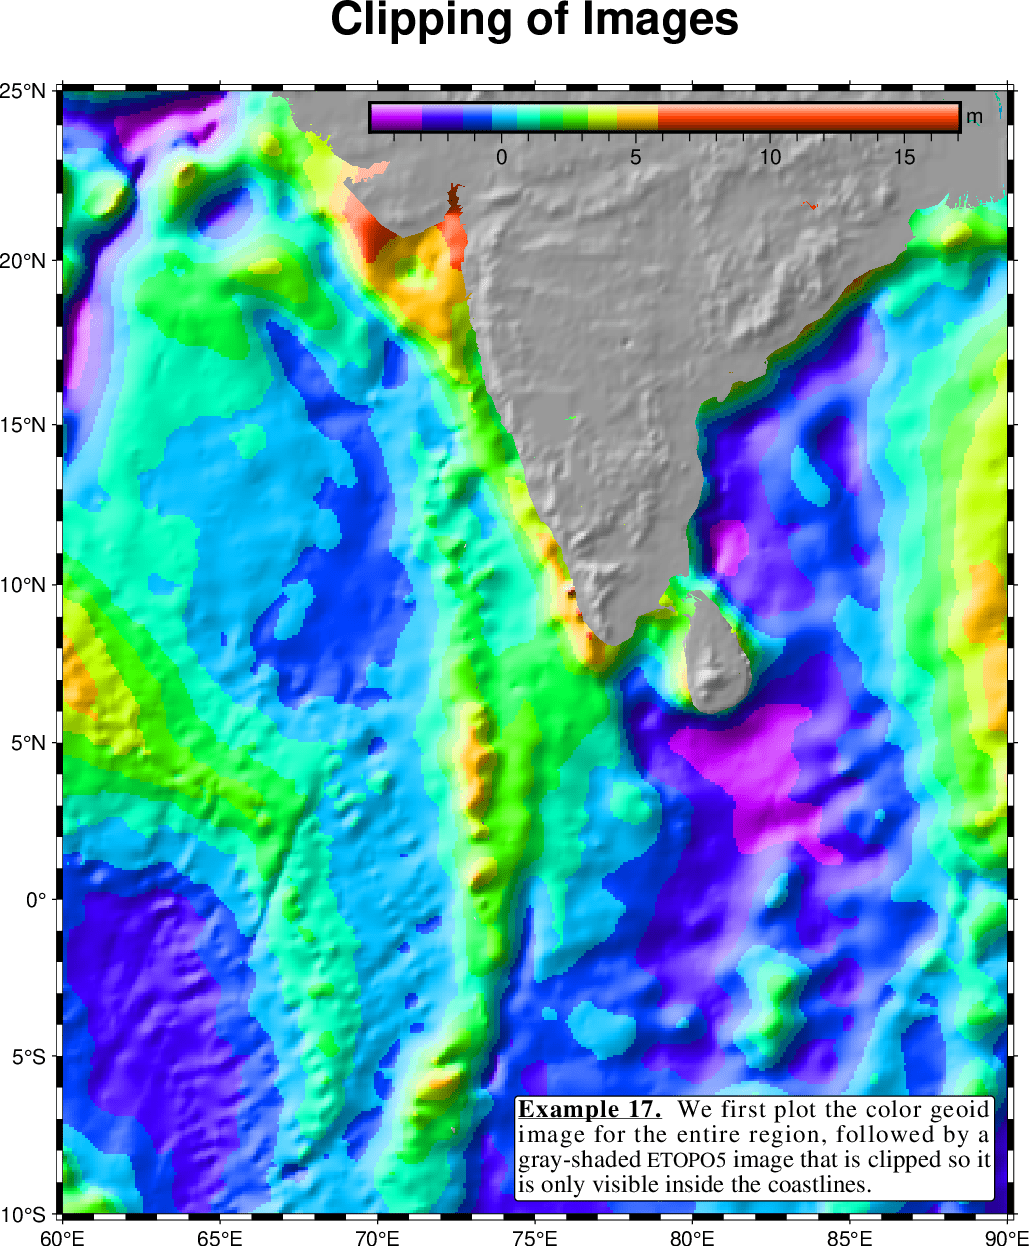 Clipping of Images
25°N
m
0 5 10 15
20°N
15°N
10°N
5°N
0°
5°S
Example 17. We first plot the color geoid
image for the entire region, followed by a
gray-shaded ETOPO5 image that is clipped so it
is only visible inside the coastlines.
10°S
60°E 65°E 70°E 75°E 80°E 85°E 90°E